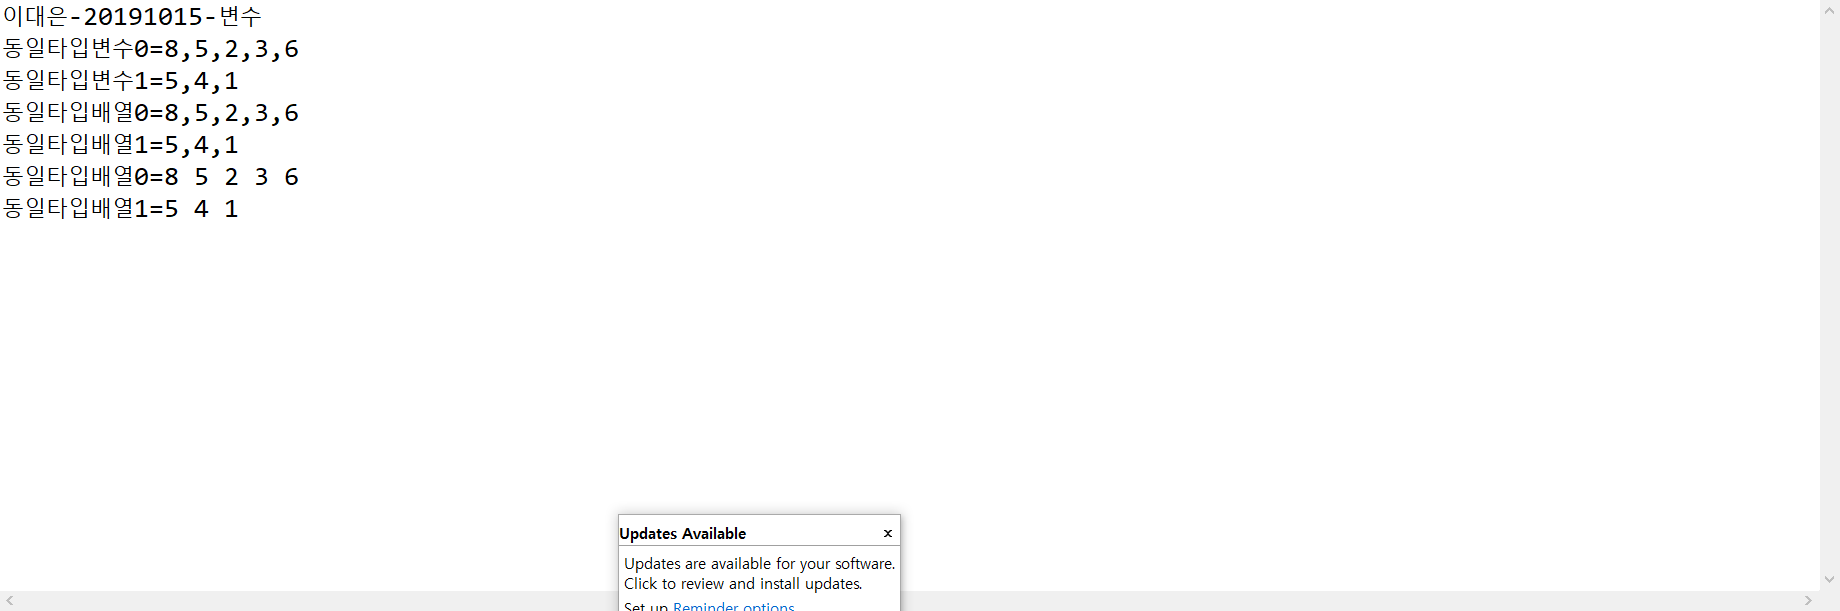 이대은-20191015-변수
동일타입변수0=8,5,2,3,6
동일타입변수1=5,4,1
동일타입배열0=8,5,2,3,6
동일타입배열1=5,4,1
동일타입배열0=8 5 2 3 6
동일타입배열1=5 4 1
Updates Available x
Updates are available for your software.
Click to review and install updates.
Set up Reminder options